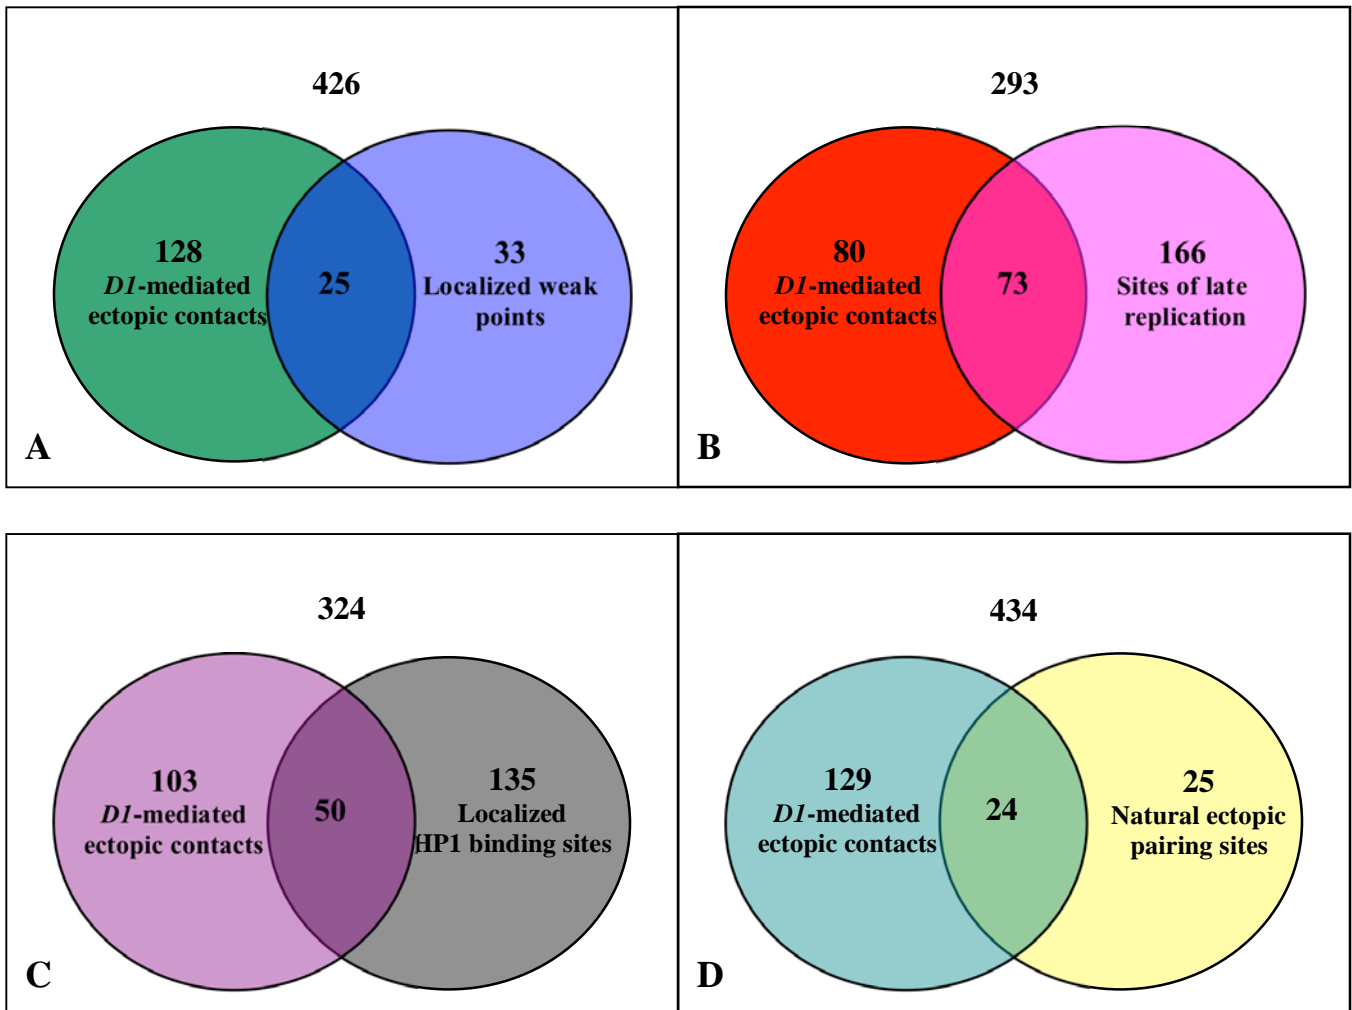 426
128
D1-mediated
ectopic contacts
25
33
Localized weak
points
A
293
80
D1-mediated
ectopic contacts
73
166
Sites of late
replication
B
324
103
D1-mediated
ectopic contacts
50
135
Localized
HP1 binding sites
C
434
129
D1-mediated
ectopic contacts
24
25
Natural ectopic
pairing sites
D